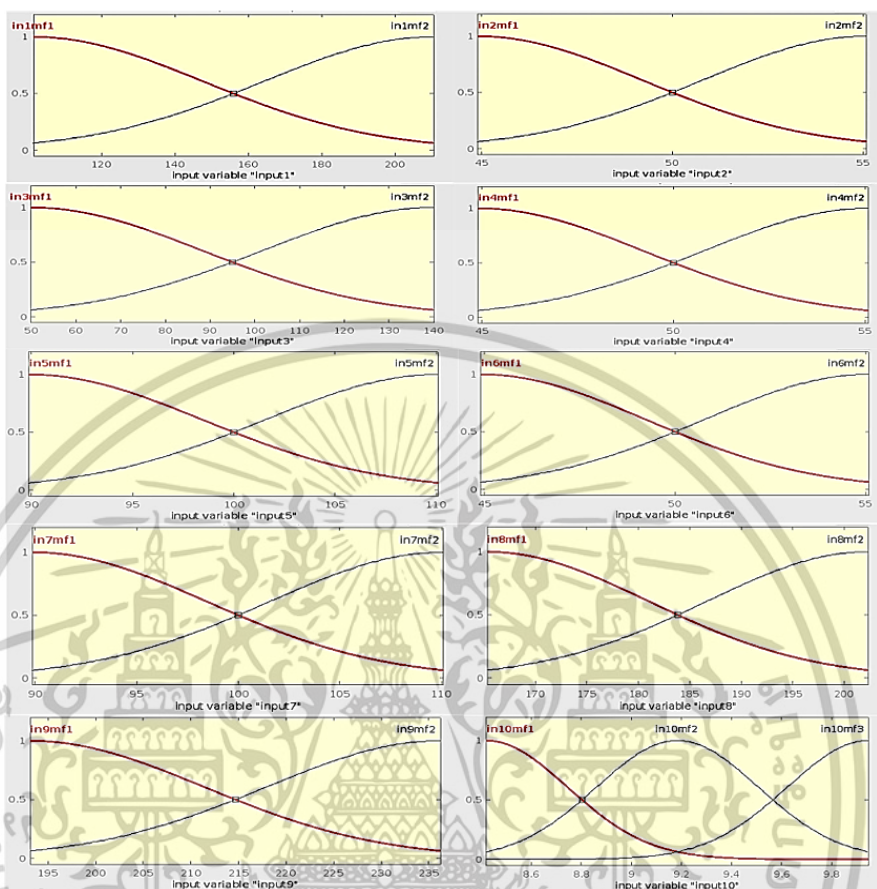 in1mf1 in1mf2
1
0.5
0
120 140 160 180 200
input variable "input1"
in2mf1 in2mf2
1
0.5
0
45 50 55
input variable "input2"
in3mf1 in3mf2
1
0.5
0
50 60 70 80 90 100 110 120 130 140
input variable "input3"
in4mf1 in4mf2
1
0.5
0
45 50 55
input variable "input4"
in5mf1 in5mf2
1
0.5
0
90 95 100 105 110
input variable "input5"
in6mf1 in6mf2
1
0.5
0
45 50 55
input variable "input6"
in7mf1 in7mf2
1
0.5
0
90 95 100 105 110
input variable "input7"
in8mf1 in8mf2
1
0.5
0
170 175 180 185 190 195 200
input variable "input8"
in9mf1 in9mf2
1
0.5
0
195 200 205 210 215 220 225 230 235
input variable "input9"
in10mf1 in10mf2 in10mf3
1
0.5
0
8.6 8.8 9 9.2 9.4 9.6 9.8
input variable "input10"